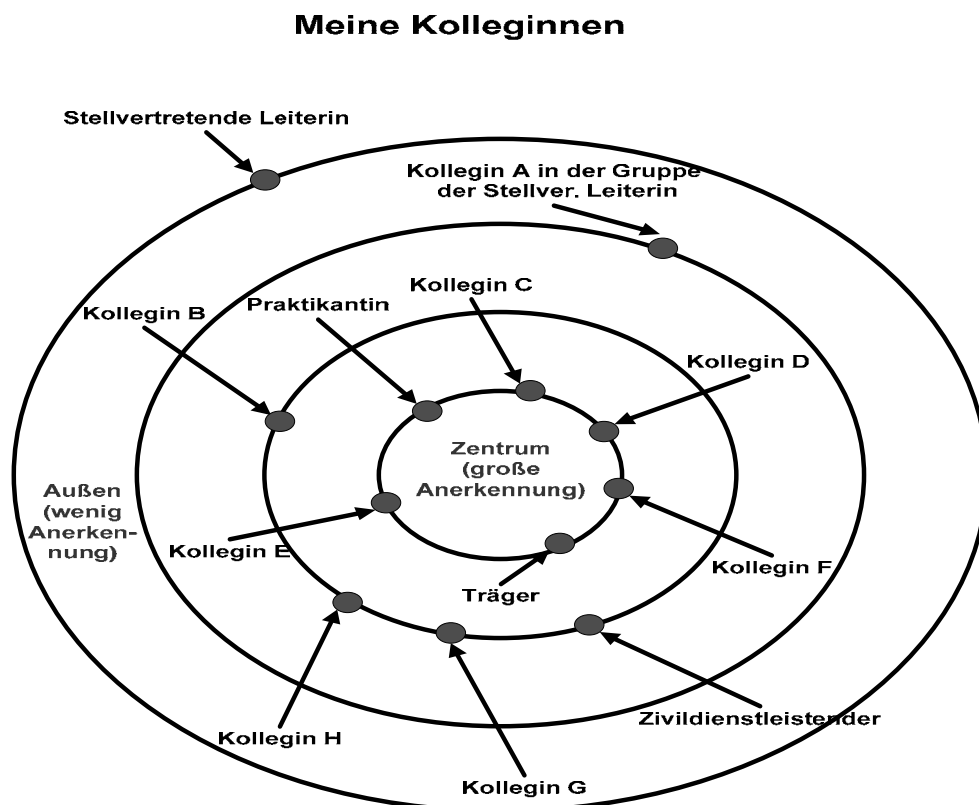 Meine Kolleginnen
Stellvertretende Leiterin
Kollegin A in der Gruppe
der Stellver. Leiterin
Kollegin C
Praktikantin
Kollegin B
Kollegin D
Zentrum
(große
Anerkennung)
Außen
(wenig
Anerken-
nung)
Kollegin E
Kollegin F
Träger
Zivildienstleistender
Kollegin H
Kollegin G